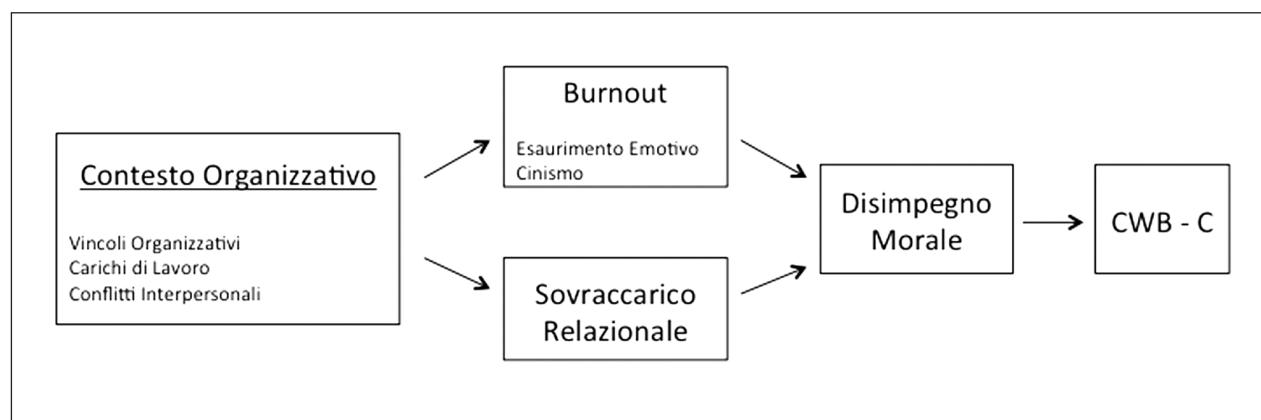 Contesto Organizzativo
Vincoli Organizzativi
Carichi di Lavoro
Conflitti Interpersonali
Burnout
Esaurimento Emotivo
Cinismo
Sovraccarico
Relazionale
Disimpegno
Morale
CWB - C